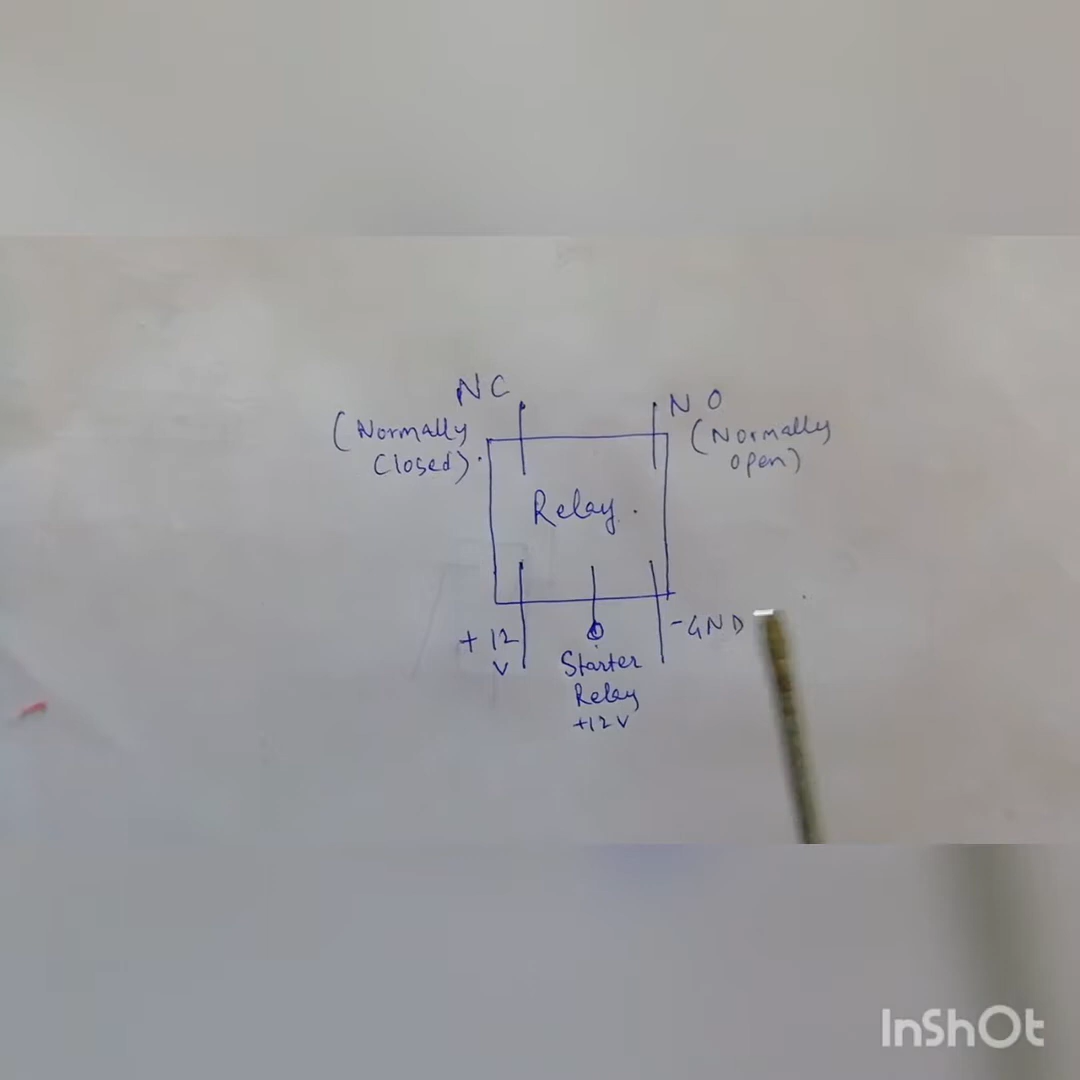 NC
(Normally
Closed).
NO
(Normally
open)
Relay.
+12
V
Starter
Relay
+12V
-GND
InShOt